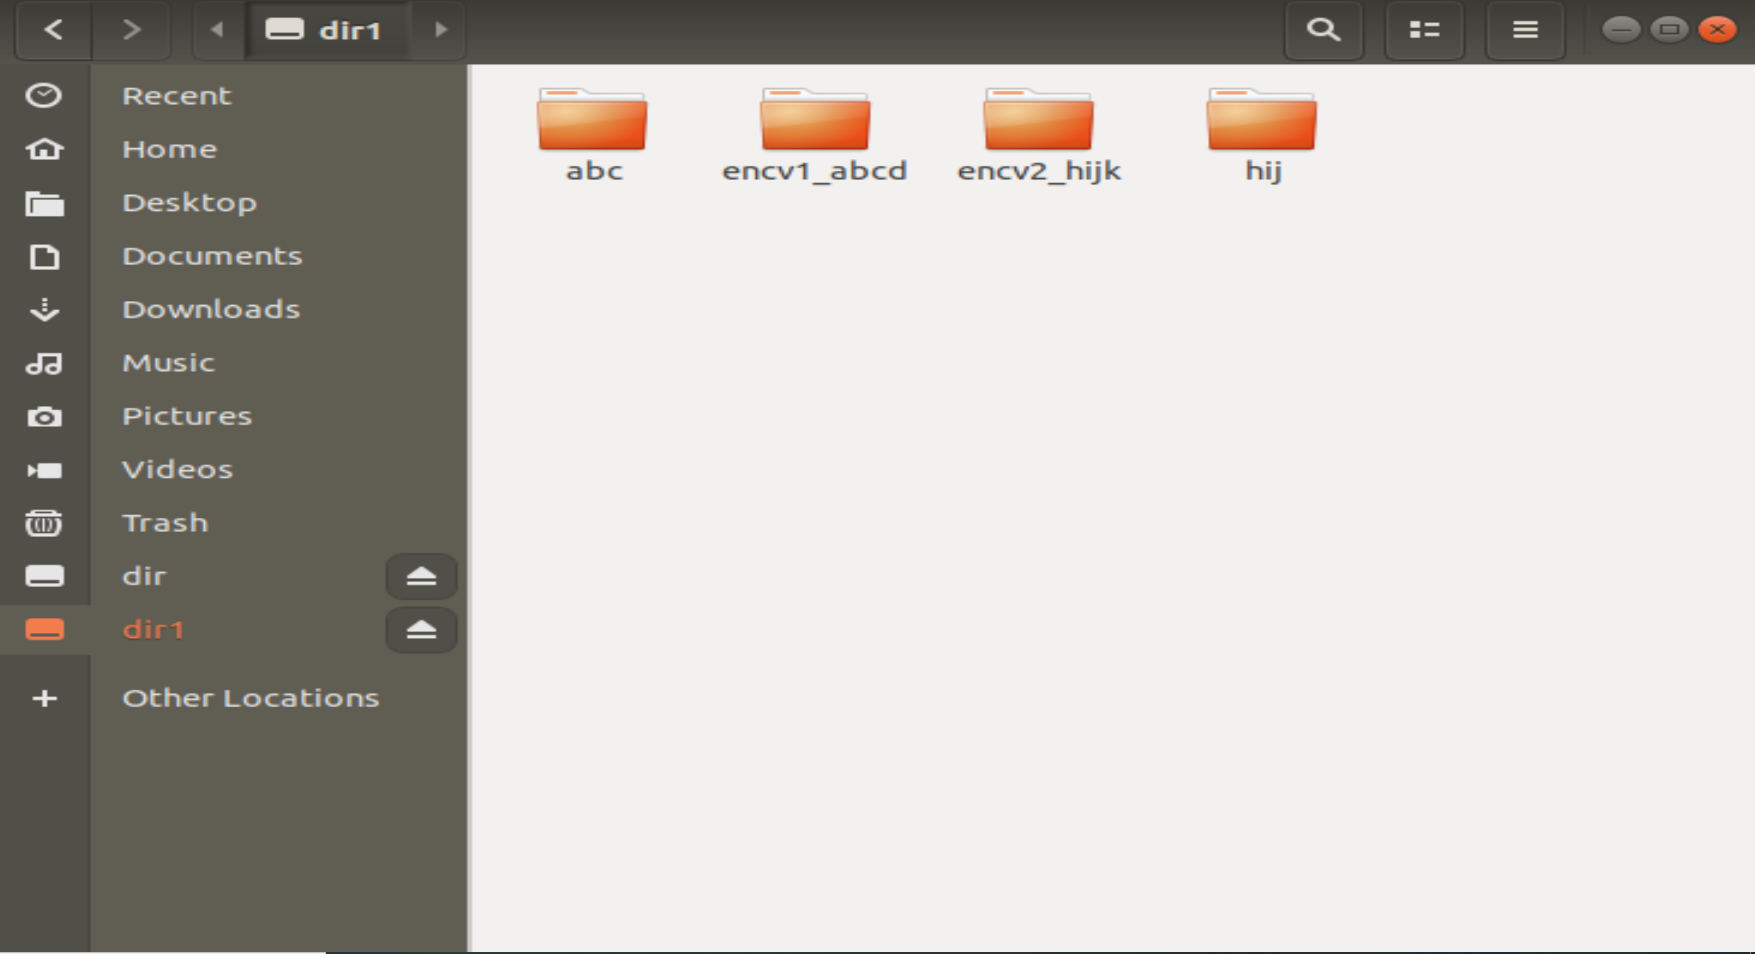 dir1
Recent
Home
Desktop
Documents
Downloads
Music
Pictures
Videos
Trash
dir
dir1
Other Locations
abc
encv1_abcd
encv2_hijk
hij